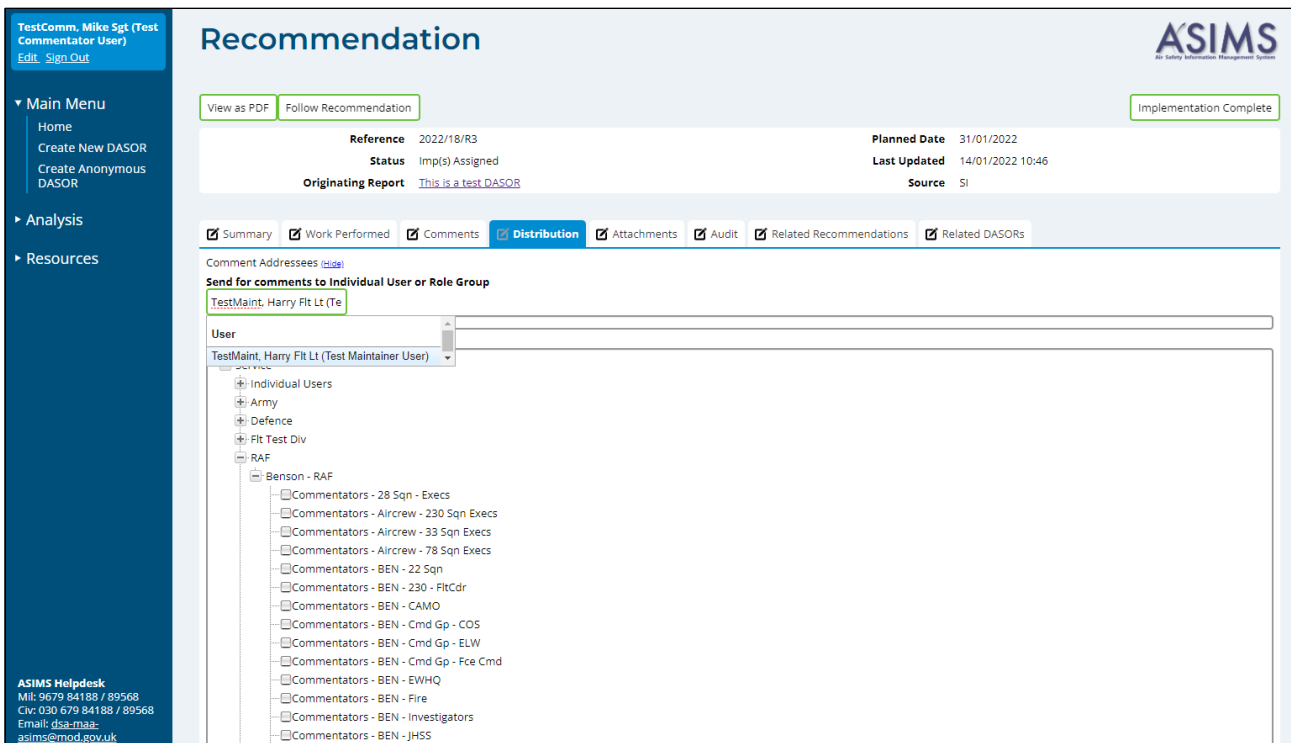 TestComm, Mike Sgt (Test
Commentator User)
Edit Sign Out
Recommendation
ASIMS
Air Safety Information Management System
Main Menu
Home
Create New DASOR
Create Anonymous
DASOR
Analysis
Resources
View as PDF
Follow Recommendation
Implementation Complete
Reference 2022/18/R3
Planned Date 31/01/2022
Status Imp(s) Assigned
Last Updated 14/01/2022 10:46
Originating Report This is a test DASOR
Source SI
Summary
Work Performed
Comments
Distribution
Attachments
Audit
Related Recommendations
Related DASORs
Comment Addressees (Hide)
Send for comments to Individual User or Role Group
TestMaint, Harry Flt Lt (Te
User
TestMaint, Harry Flt Lt (Test Maintainer User)
Service
Individual Users
Army
Defence
Flt Test Div
RAF
Benson - RAF
Commentators - 28 Sqn - Execs
Commentators - Aircrew - 230 Sqn Execs
Commentators - Aircrew - 33 Sqn Execs
Commentators - Aircrew - 78 Sqn Execs
Commentators - BEN - 22 Sqn
Commentators - BEN - 230 - FltCdr
Commentators - BEN - CAMO
Commentators - BEN - Cmd Gp - COS
Commentators - BEN - Cmd Gp - ELW
Commentators - BEN - Cmd Gp - Fce Cmd
Commentators - BEN - EWHQ
Commentators - BEN - Fire
Commentators - BEN - Investigators
Commentators - BEN - JHSS
ASIMS Helpdesk
Mil: 9679 84188 / 89568
Civ: 030 679 84188 / 89568
Email: dsa-maa-
asims@mod.gov.uk